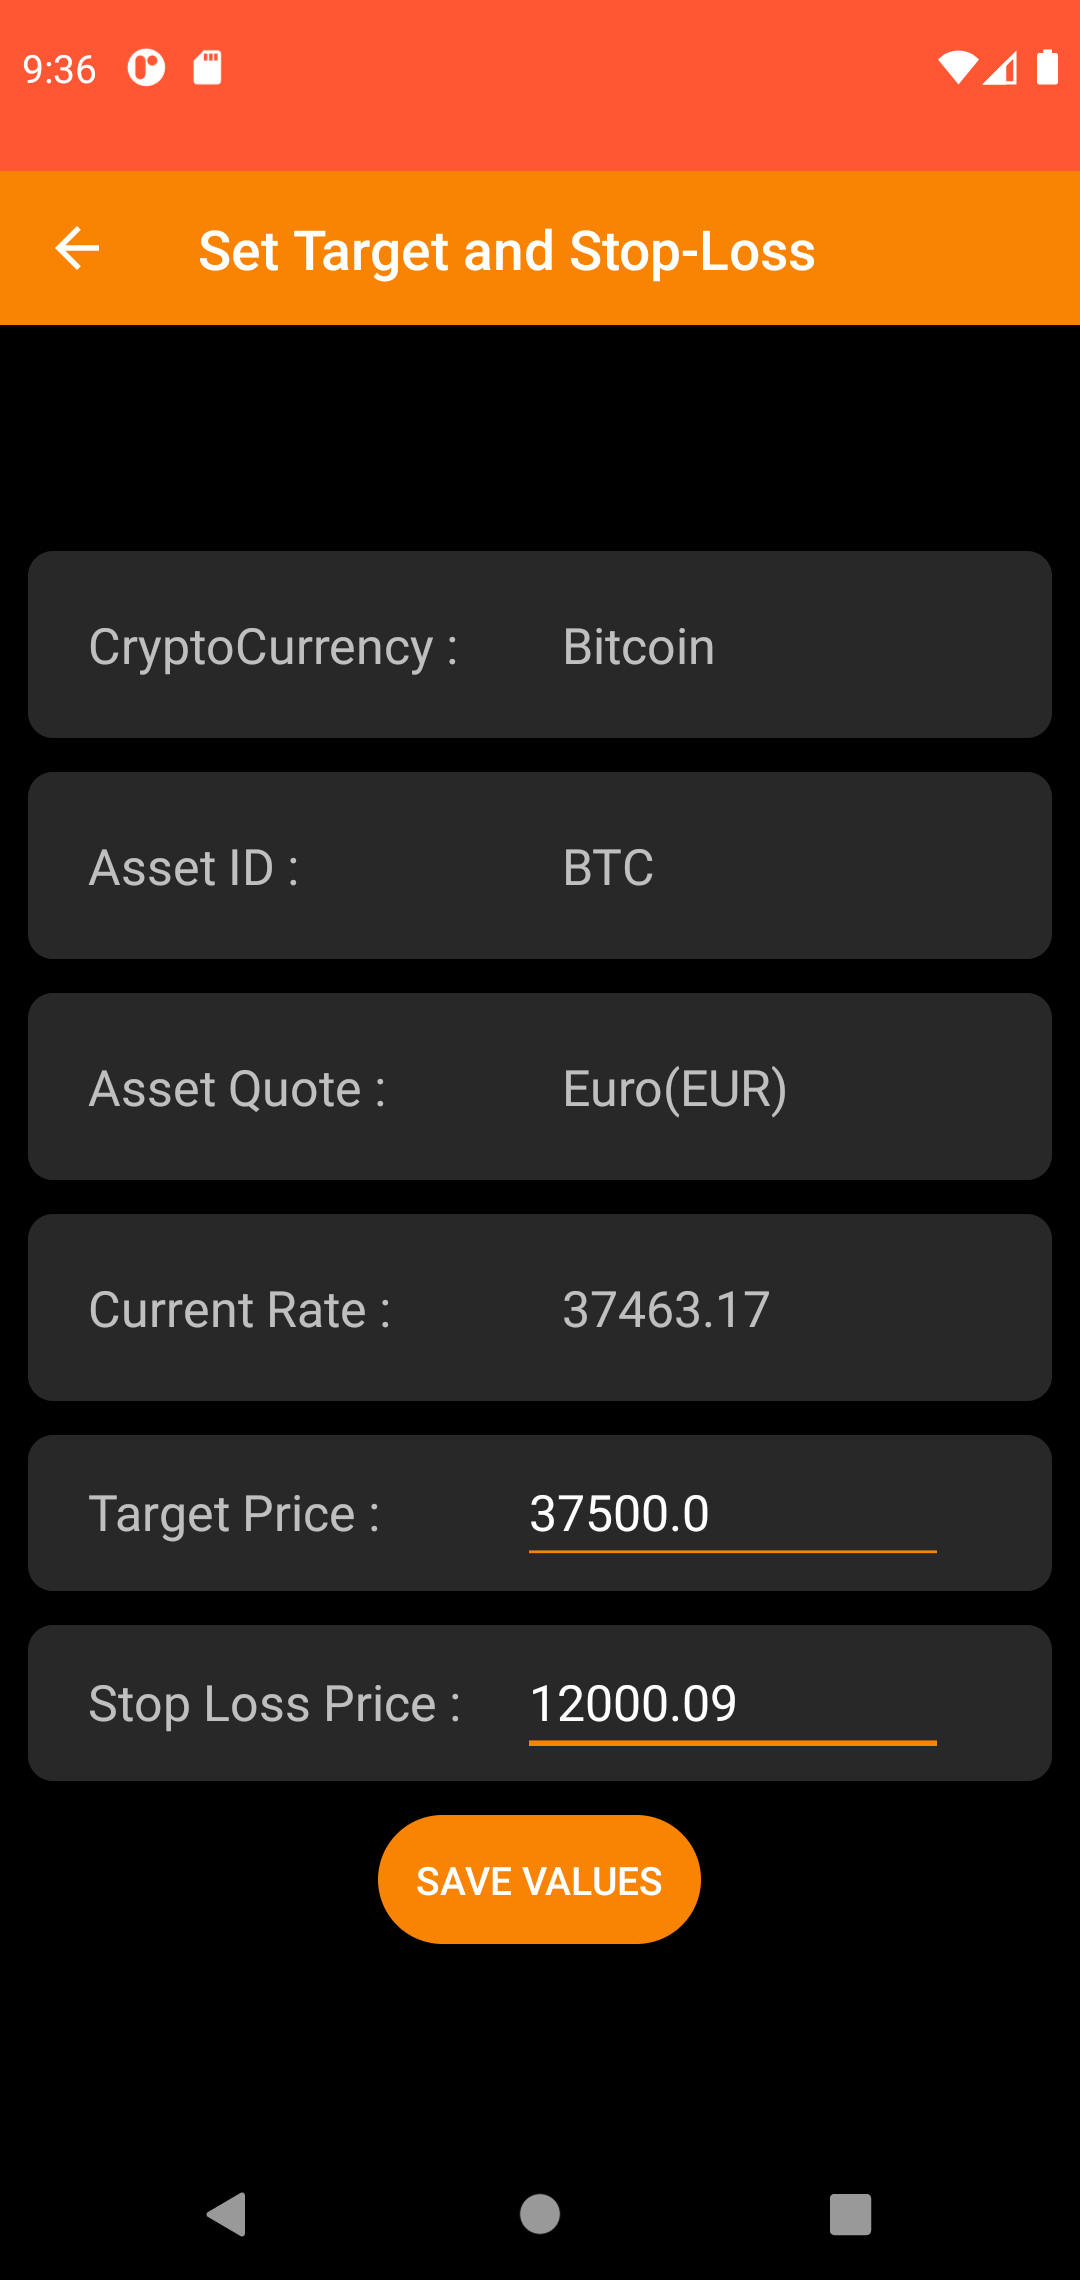 9:36
Set Target and Stop-Loss
CryptoCurrency : Bitcoin
Asset ID : BTC
Asset Quote : Euro(EUR)
Current Rate : 37463.17
Target Price : 37500.0
Stop Loss Price : 12000.09
SAVE VALUES